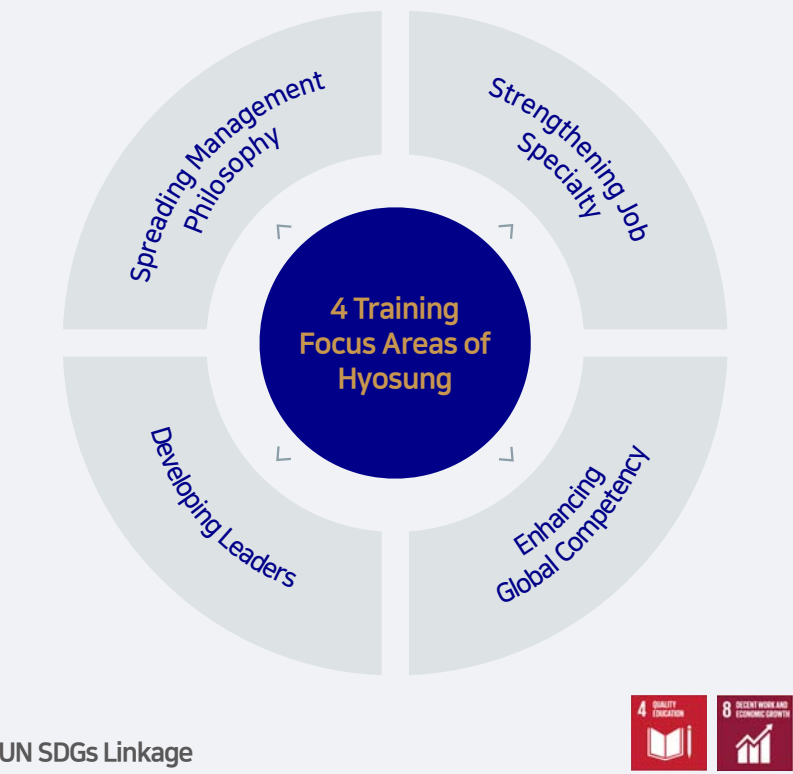 Spreading Management
Philosophy
Strengthening Job
Specialty
4 Training
Focus Areas of
Hyosung
Developing Leaders
Enhancing
Global Competency
UN SDGs Linkage
4 QUALITY
EDUCATION
8 DECENT WORK AND
ECONOMIC GROWTH